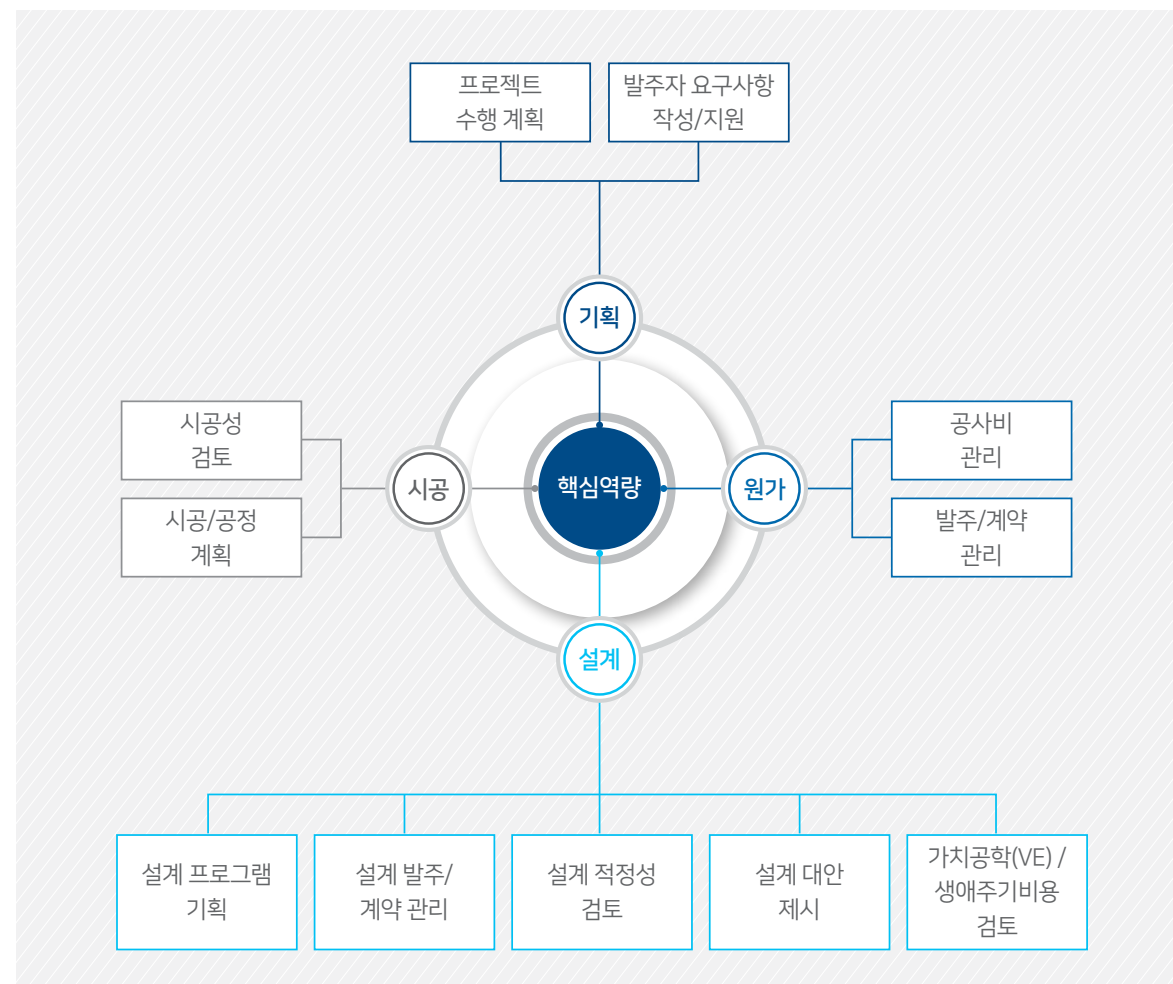 프로젝트
수행 계획
발주자 요구사항
작성/지원
기획
시공성
검토
시공/공정
계획
시공
핵심역량
원가
공사비
관리
발주/계약
관리
설계
설계 프로그램
기획
설계 발주/
계약 관리
설계 적정성
검토
설계 대안
제시
가치공학(VE) /
생애주기비용
검토